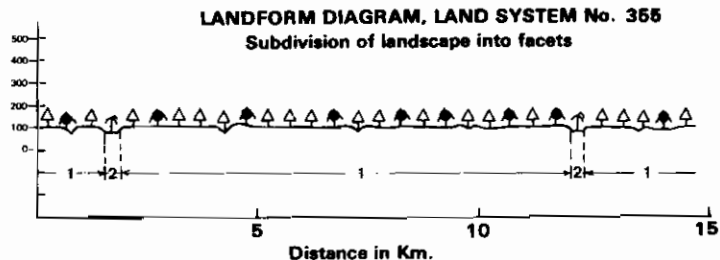 LANDFORM DIAGRAM, LAND SYSTEM No. 355
Subdivision of landscape into facets
500
400
300
200
100
0
1 2 1 2 1
5 10 15
Distance in Km.